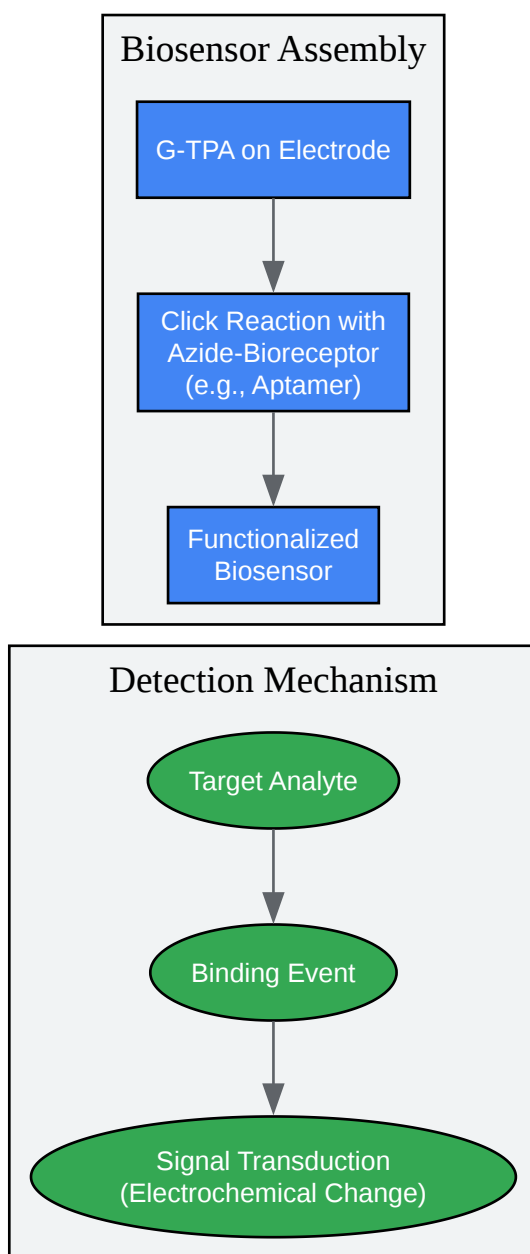 Biosensor Assembly
G-TPA on Electrode
Click Reaction with
Azide-Bioreceptor
(e.g., Aptamer)
Functionalized
Biosensor
Detection Mechanism
Target Analyte
Binding Event
Signal Transduction
(Electrochemical Change)